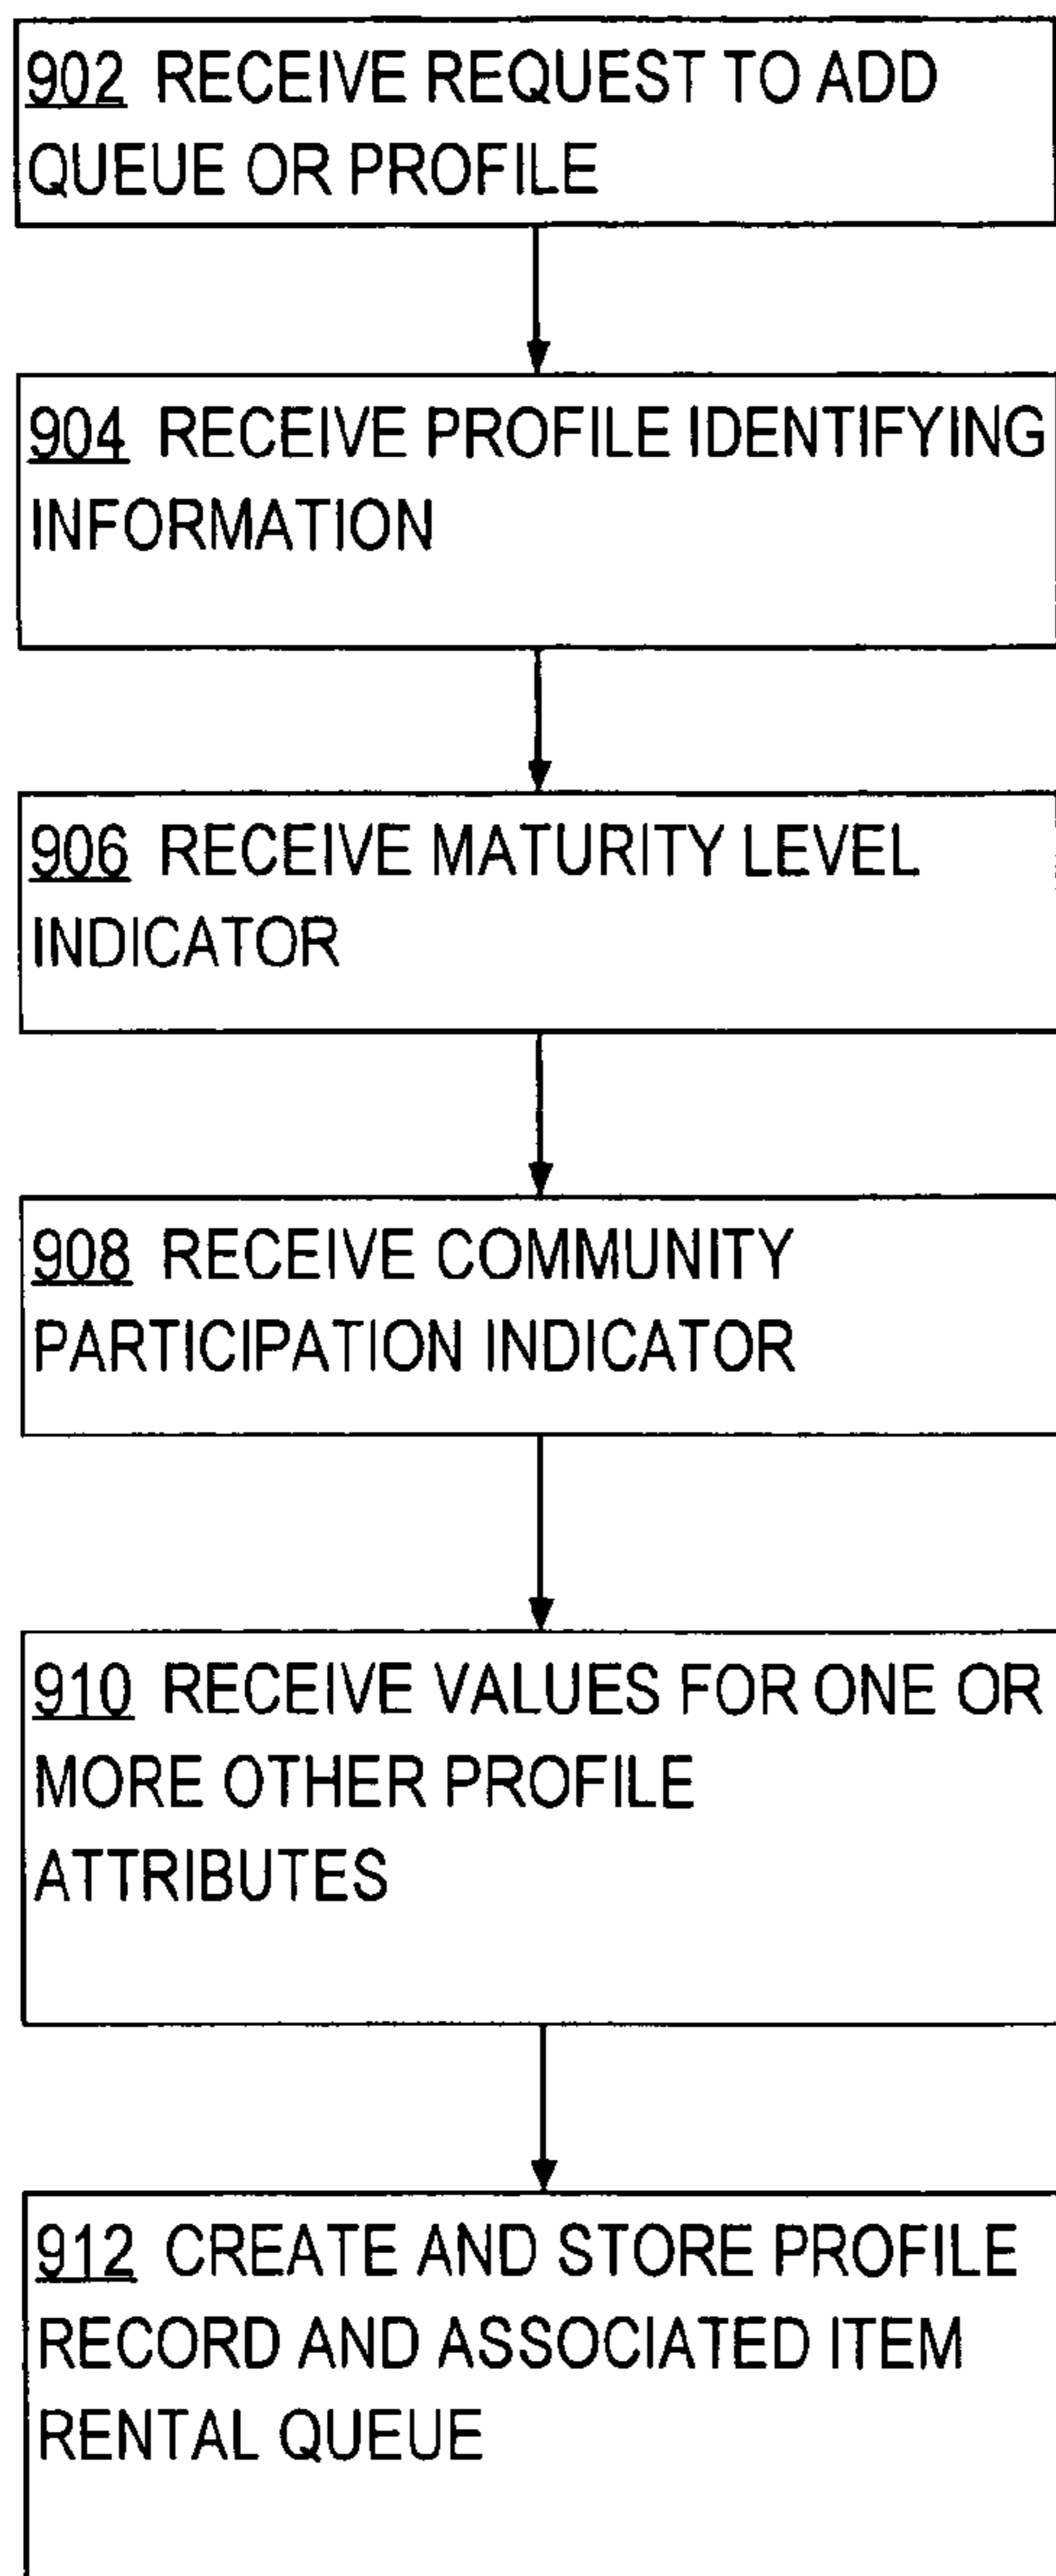 902 RECEIVE REQUEST TO ADD
QUEUE OR PROFILE
904 RECEIVE PROFILE IDENTIFYING
INFORMATION
906 RECEIVE MATURITY LEVEL
INDICATOR
908 RECEIVE COMMUNITY
PARTICIPATION INDICATOR
910 RECEIVE VALUES FOR ONE OR
MORE OTHER PROFILE
ATTRIBUTES
912 CREATE AND STORE PROFILE
RECORD AND ASSOCIATED ITEM
RENTAL QUEUE